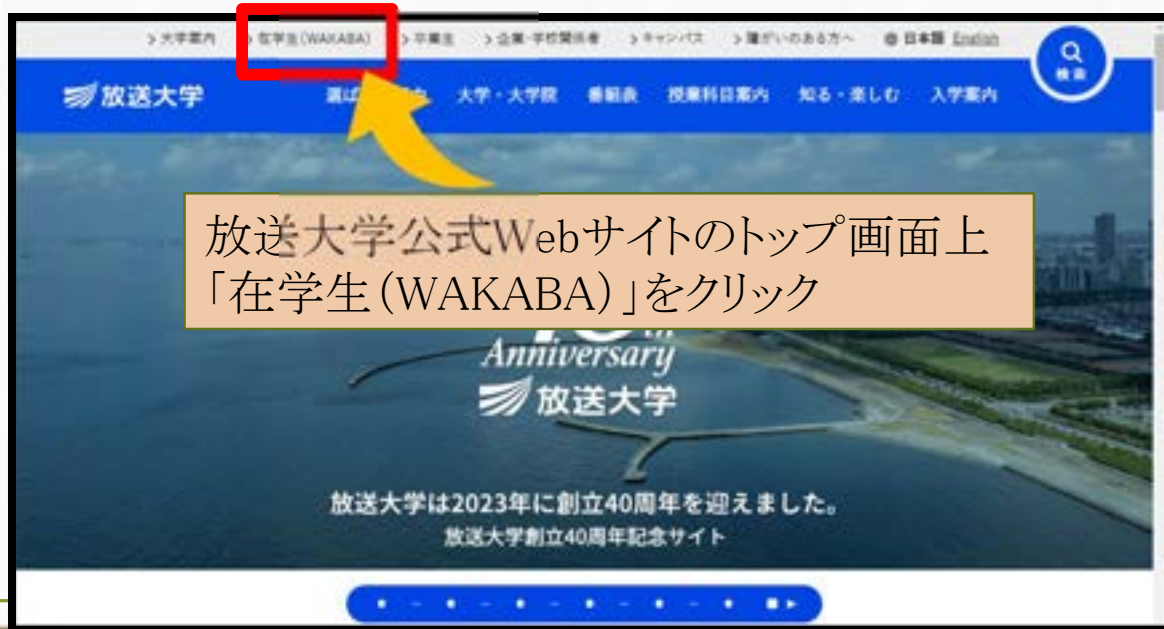 > 大学案内 > 在学生(WAKABA) > 卒業生 > 企業・学校関係者 > キャンパス > 障がいのある方へ 日本語 English
検索
放送大学 大学・大学院 番組表 授業科目案内 知る・楽しむ 入学案内
放送大学公式Webサイトのトップ画面上
「在学生(WAKABA)」をクリック
Anniversary
放送大学
放送大学は2023年に創立40周年を迎えました。
放送大学創立40周年記念サイト